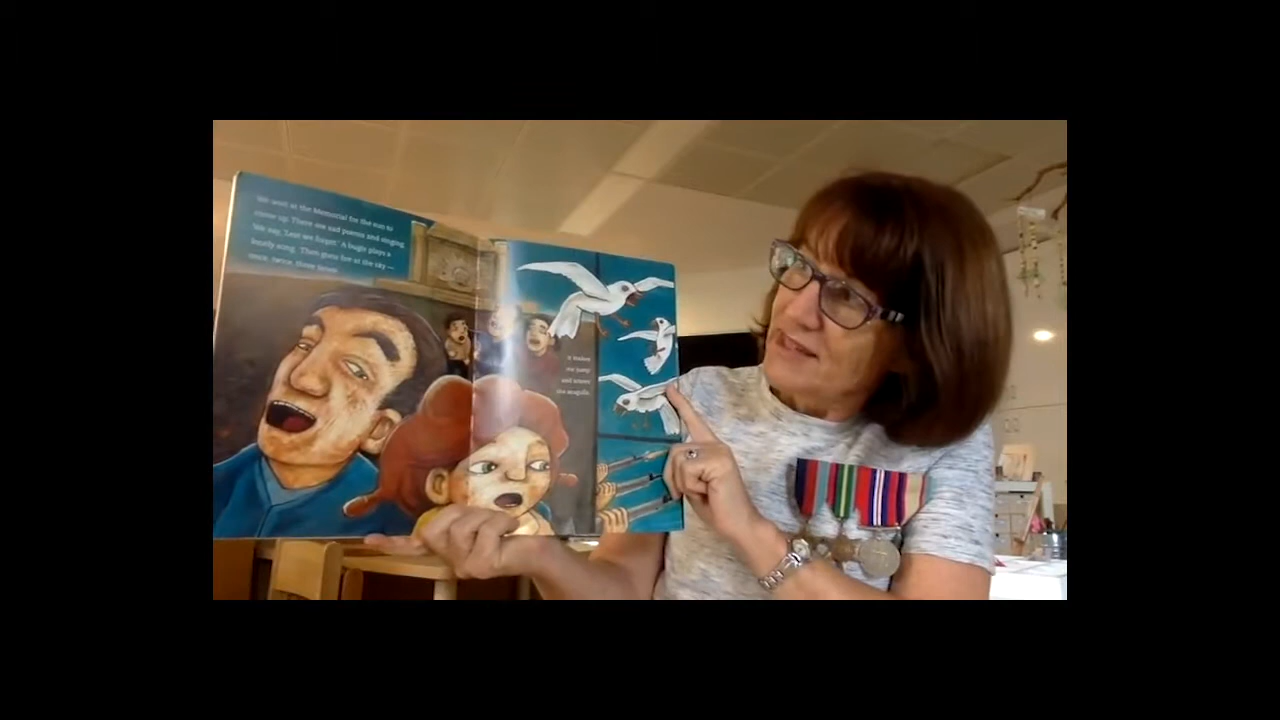 We wait at the Memorial for the sun to
come up. There are sad poems and singing.
We say, 'Lest we forget.' A bugle plays a
lonely song. Then guns fire at the sky —
once, twice, three times.
It makes
me jump
and scares
the seagulls.